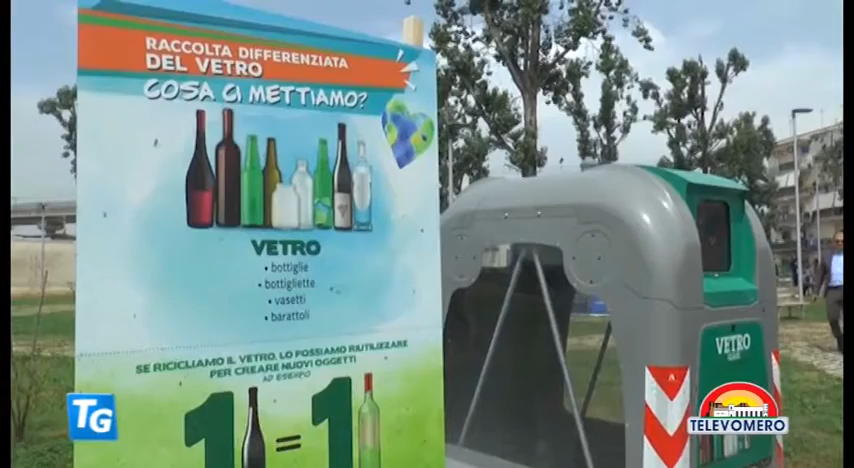 RACCOLTA DIFFERENZIATA
DEL VETRO
COSA CI METTIAMO?
VETRO
• bottiglie
• bottigliette
• vasetti
• barattoli
SE RICICLIAMO IL VETRO, LO POSSIAMO RIUTILIZZARE
PER CREARE NUOVI OGGETTI
AD ESEMPIO
1 = 1
VETRO
TG
TELEVOMERO